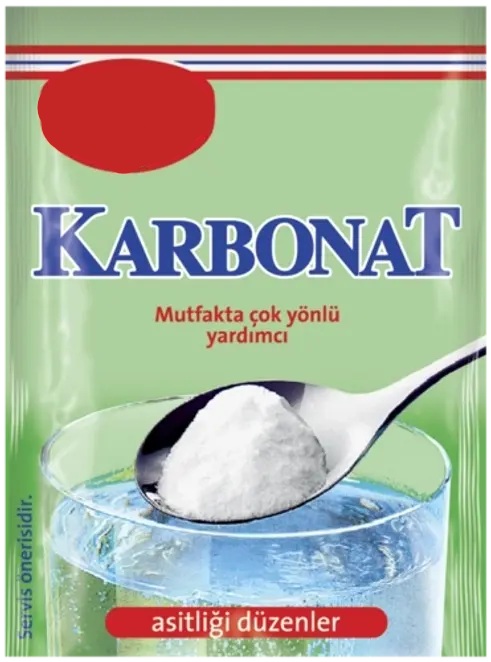 KARBONAT
Mutfakta çok yönlü
yardımcı
Servis önerisidir.
asitliği düzenler